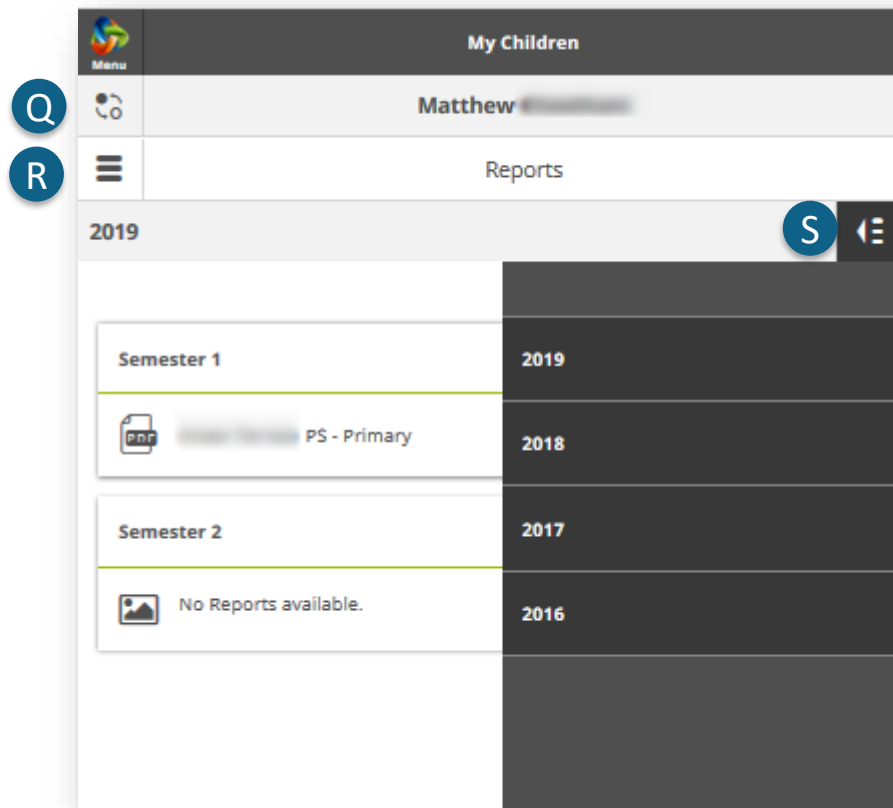 Menu
My Children
Q
Matthew
R
Reports
2019
S
Semester 1
PDF
PS - Primary
Semester 2
No Reports available.
2019
2018
2017
2016